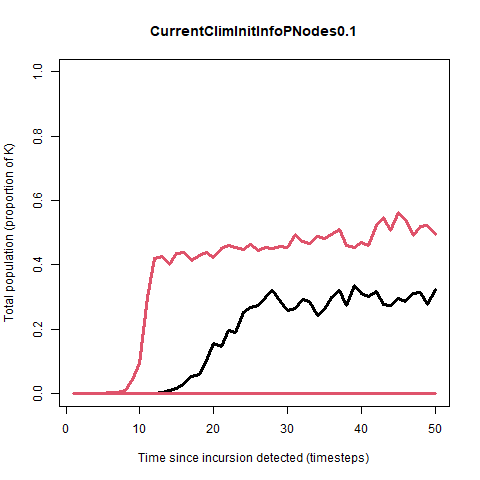 CurrentClimInitInfoPNodes0.1
Total population (proportion of K)
1.0
0.8
0.6
0.4
0.2
0.0
0 10 20 30 40 50
Time since incursion detected (timesteps)